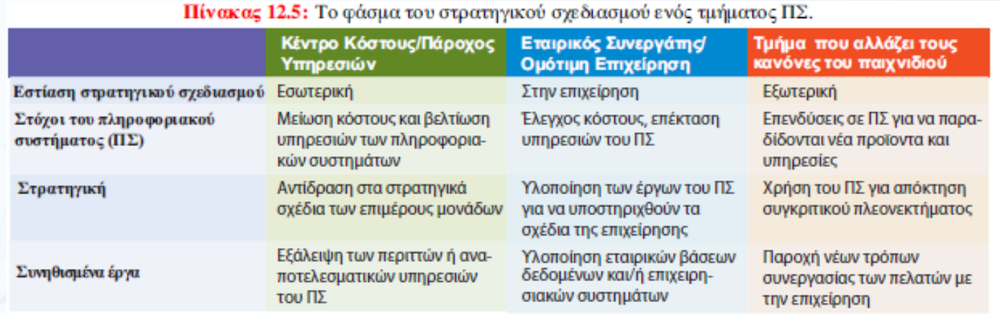 Πίνακας 12.5: Το φάσμα του στρατηγικού σχεδιασμού ενός τμήματος ΠΣ.
Κέντρο Κόστους/Πάροχος
Υπηρεσιών
Εταιρικός Συνεργάτης/
Ομότιμη Επιχείρηση
Τμήμα που αλλάζει τους
κανόνες του παιχνιδιού
Εστίαση στρατηγικού σχεδιασμού
Εσωτερική
Στην επιχείρηση
Εξωτερική
Στόχοι του πληροφοριακού
συστήματος (ΠΣ)
Μείωση κόστους και βελτίωση
υπηρεσιών των πληροφορια-
κών συστημάτων
Έλεγχος κόστους, επέκταση
υπηρεσιών του ΠΣ
Επενδύσεις σε ΠΣ για να παρα-
δίδονται νέα προϊοντα και
υπηρεσίες
Στρατηγική
Αντίδραση στα στρατηγικά
σχέδια των επιμέρους μονάδων
Υλοποίηση των έργων του ΠΣ
για να υποστηριχθούν τα
σχέδια της επιχείρησης
Χρήση του ΠΣ για απόκτηση
συγκριτικού πλεονεκτήματος
Συνηθισμένα έργα
Εξάλειψη των περιττών ή ανα-
ποτελεσματικών υπηρεσιών
του ΠΣ
Υλοποίηση εταιρικών βάσεων
δεδομένων και/ή επιχειρη-
σιακών συστημάτων
Παροχή νέων τρόπων
συνεργασίας των πελατών με
την επιχείρηση